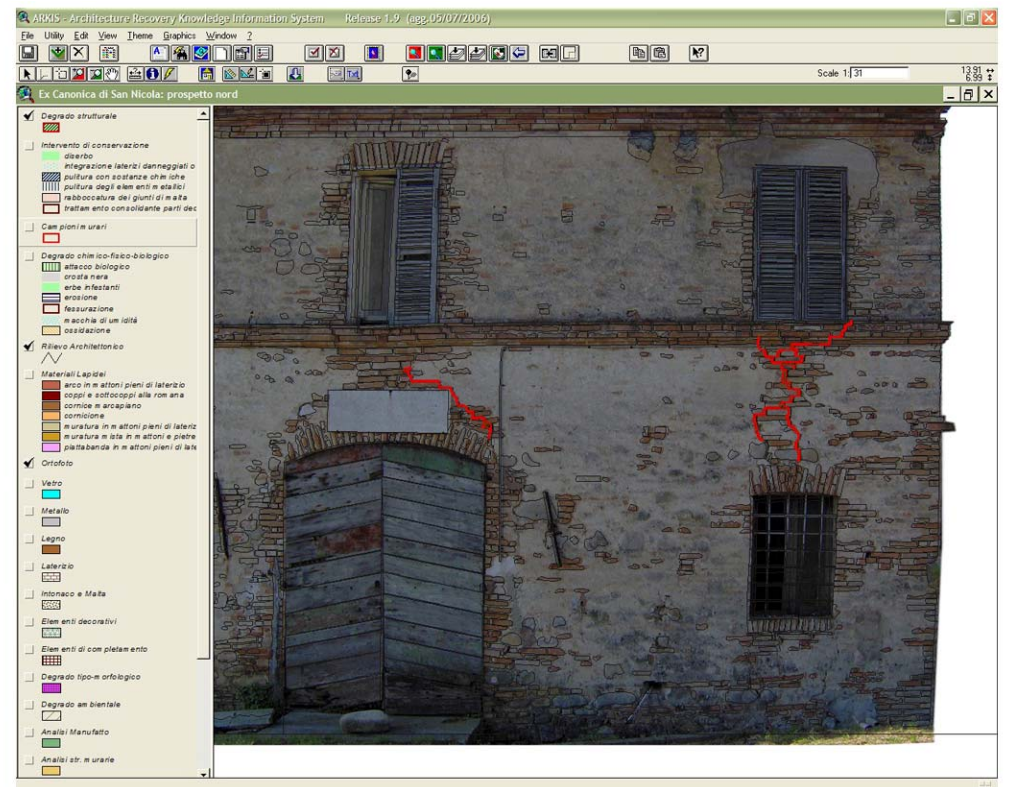 ARKIS - Architecture Recovery Knowledge Information System Release 1.9 (agg.05/07/2006)
File Utility Edit View Theme Graphics Window ?
Scale 1: 31
13.91
6.99
Ex Canonica di San Nicola: prospetto nord
Degrado strutturale
Intervento di conservazione
diserbo
integrazione laterizi danneggiati o
pulitura con sostanze chimiche
pulitura degli elementi metallici
rabboccatura dei giunti di malta
trattamento consolidante parti dec
Campioni murari
Degrado chimico-fisico-biologico
attacco biologico
crosta nera
erbe infestanti
erosione
fessurazione
macchie di umidità
ossidazione
Rilievo Architettonico
Materiali Lapidei
arco in mattoni pieni di laterizio
coppi e sottocoppi alla romana
cornice marcapiano
cornicione
muratura in mattoni pieni di lateriz
muratura mista in mattoni e pietre
piattabanda in mattoni pieni di late
Ortofoto
Vetro
Metallo
Legno
Laterizio
Intonaco e Malta
Elementi decorativi
Elementi di completamento
Degrado tipo-morfologico
Degrado ambientale
Analisi Manufatto
Analisi str. murarie